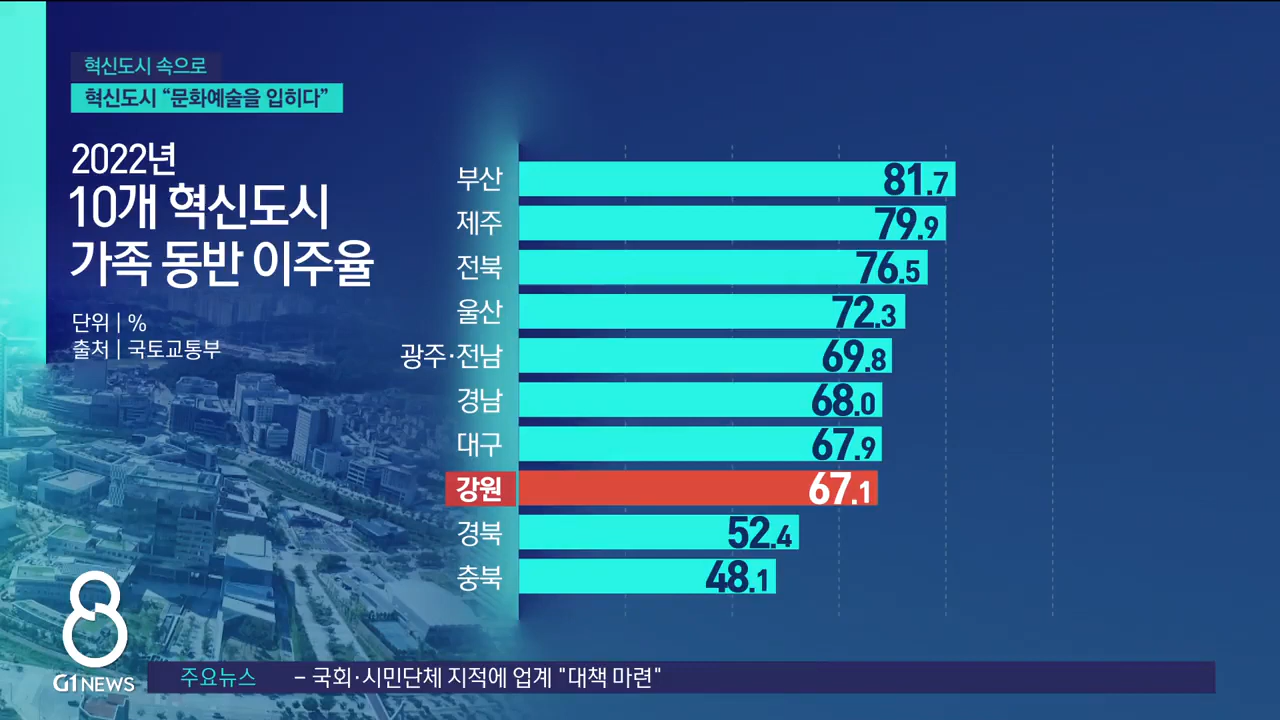 혁신도시 속으로
혁신도시 “문화예술을 입히다”
2022년
10개 혁신도시
가족 동반 이주율
단위 | %
출처 | 국토교통부
부산 81.7
제주 79.9
전북 76.5
울산 72.3
광주·전남 69.8
경남 68.0
대구 67.9
강원 67.1
경북 52.4
충북 48.1
8
G1 NEWS
주요뉴스 – 국회·시민단체 지적에 업계 "대책 마련"